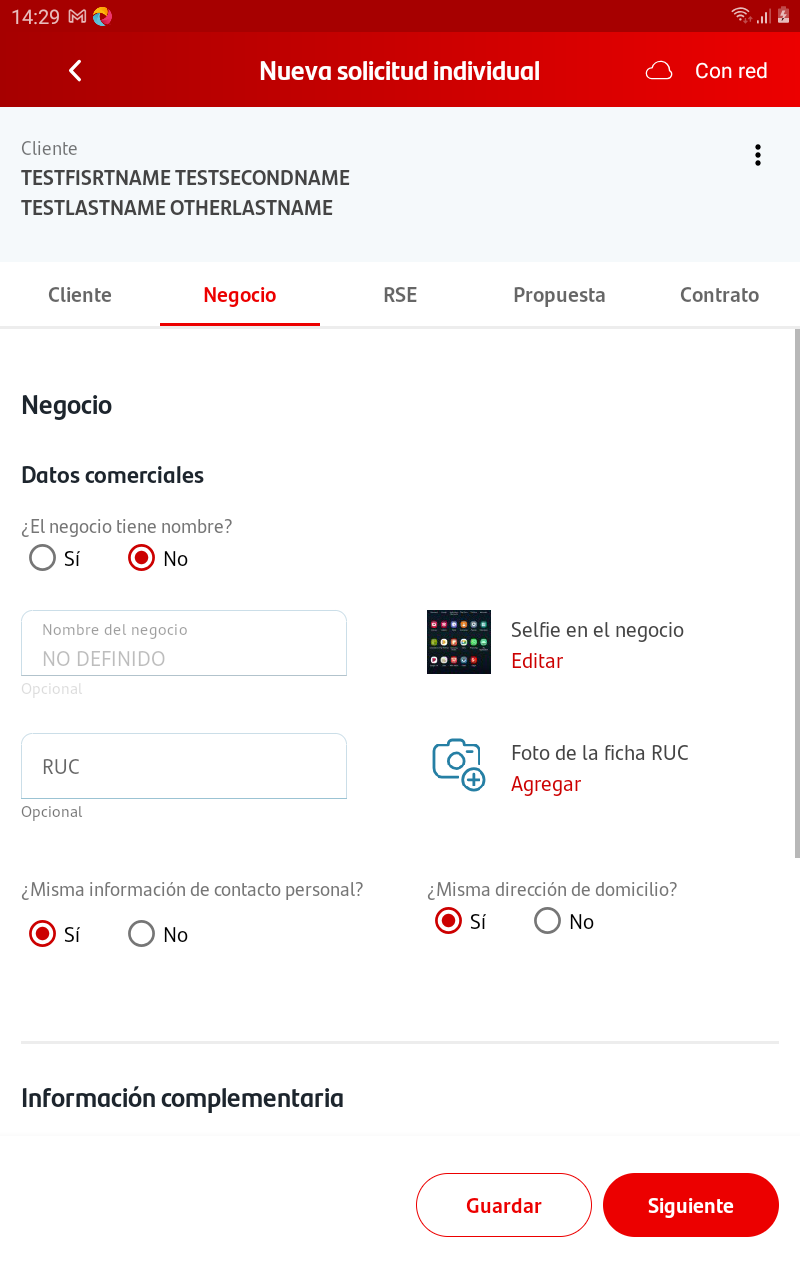 14:29
Nueva solicitud individual
Con red
Cliente
TESTFISRTNAME TESTSECONDNAME
TESTLASTNAME OTHERLASTNAME
Cliente
Negocio
RSE
Propuesta
Contrato
Negocio
Datos comerciales
¿El negocio tiene nombre?
Sí
No
Nombre del negocio
NO DEFINIDO
Opcional
Selfie en el negocio
Editar
RUC
Opcional
Foto de la ficha RUC
Agregar
¿Misma información de contacto personal?
Sí
No
¿Misma dirección de domicilio?
Sí
No
Información complementaria
Guardar
Siguiente